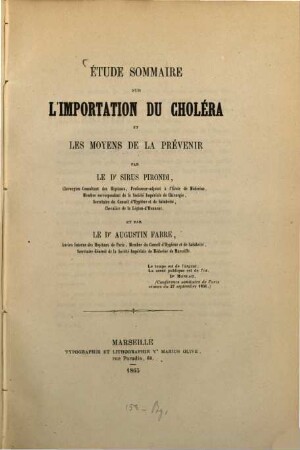 ÉTUDE SOMMAIRE
SUR
L'IMPORTATION DU CHOLÉRA
ET
LES MOYENS DE LA PRÉVENIR
PAR
LE Dr SIRUS PIRONDI,
Chirurgien Consultant des Hôpitaux, Professeur-adjoint à l'École de Médecine,
Membre correspondant de la Société Impériale de Chirurgie,
Secrétaire du Conseil d'Hygiène et de Salubrité,
Chevalier de la Légion-d'Honneur.
ET PAR
LE Dr AUGUSTIN FABRE,
Ancien Interne des Hôpitaux de Paris, Membre du Conseil d'Hygiène et de Salubrité,
Secrétaire-Général de la Société Impériale de Médecine de Marseille.
Le temps est de l'argent,
La santé publique est de l'or.
Dr
(Conférence sanitaire de Paris
séance du 27 septembre
MARSEILLE
TYPOGRAPHIE ET LITHOGRAPHIE Ve MARIUS OLIVE,
rue Paradis, 68.
1865